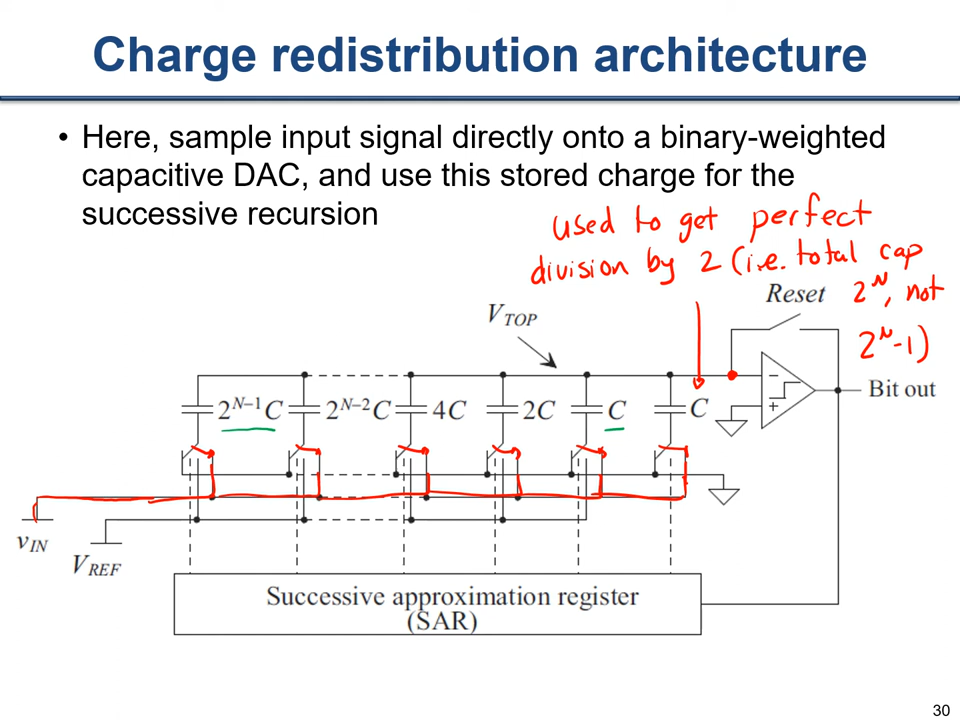 Charge redistribution architecture
• Here, sample input signal directly onto a binary-weighted
capacitive DAC, and use this stored charge for the
successive recursion
used to get perfect
division by 2 (i.e. total cap
2^N, not
2^N-1)
Reset
V_TOP
2^{N–1}C 2^{N–2}C 4C 2C C C
Bit out
v_IN
V_REF
Successive approximation register
(SAR)
30